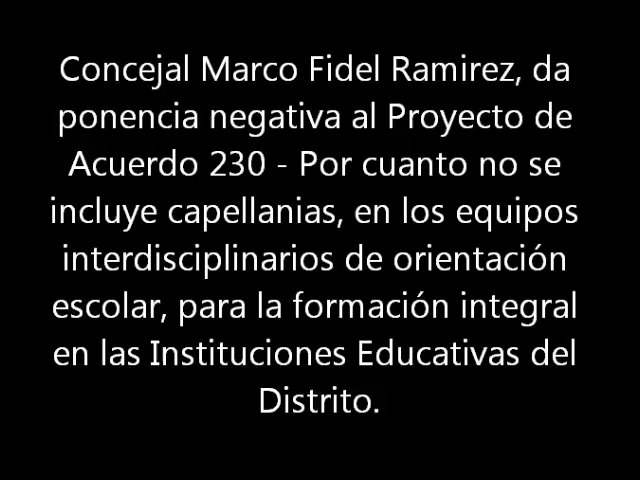 Concejal Marco Fidel Ramirez, da
ponencia negativa al Proyecto de
Acuerdo 230 - Por cuanto no se
incluye capellanias, en los equipos
interdisciplinarios de orientación
escolar, para la formación integral
en las Instituciones Educativas del
Distrito.